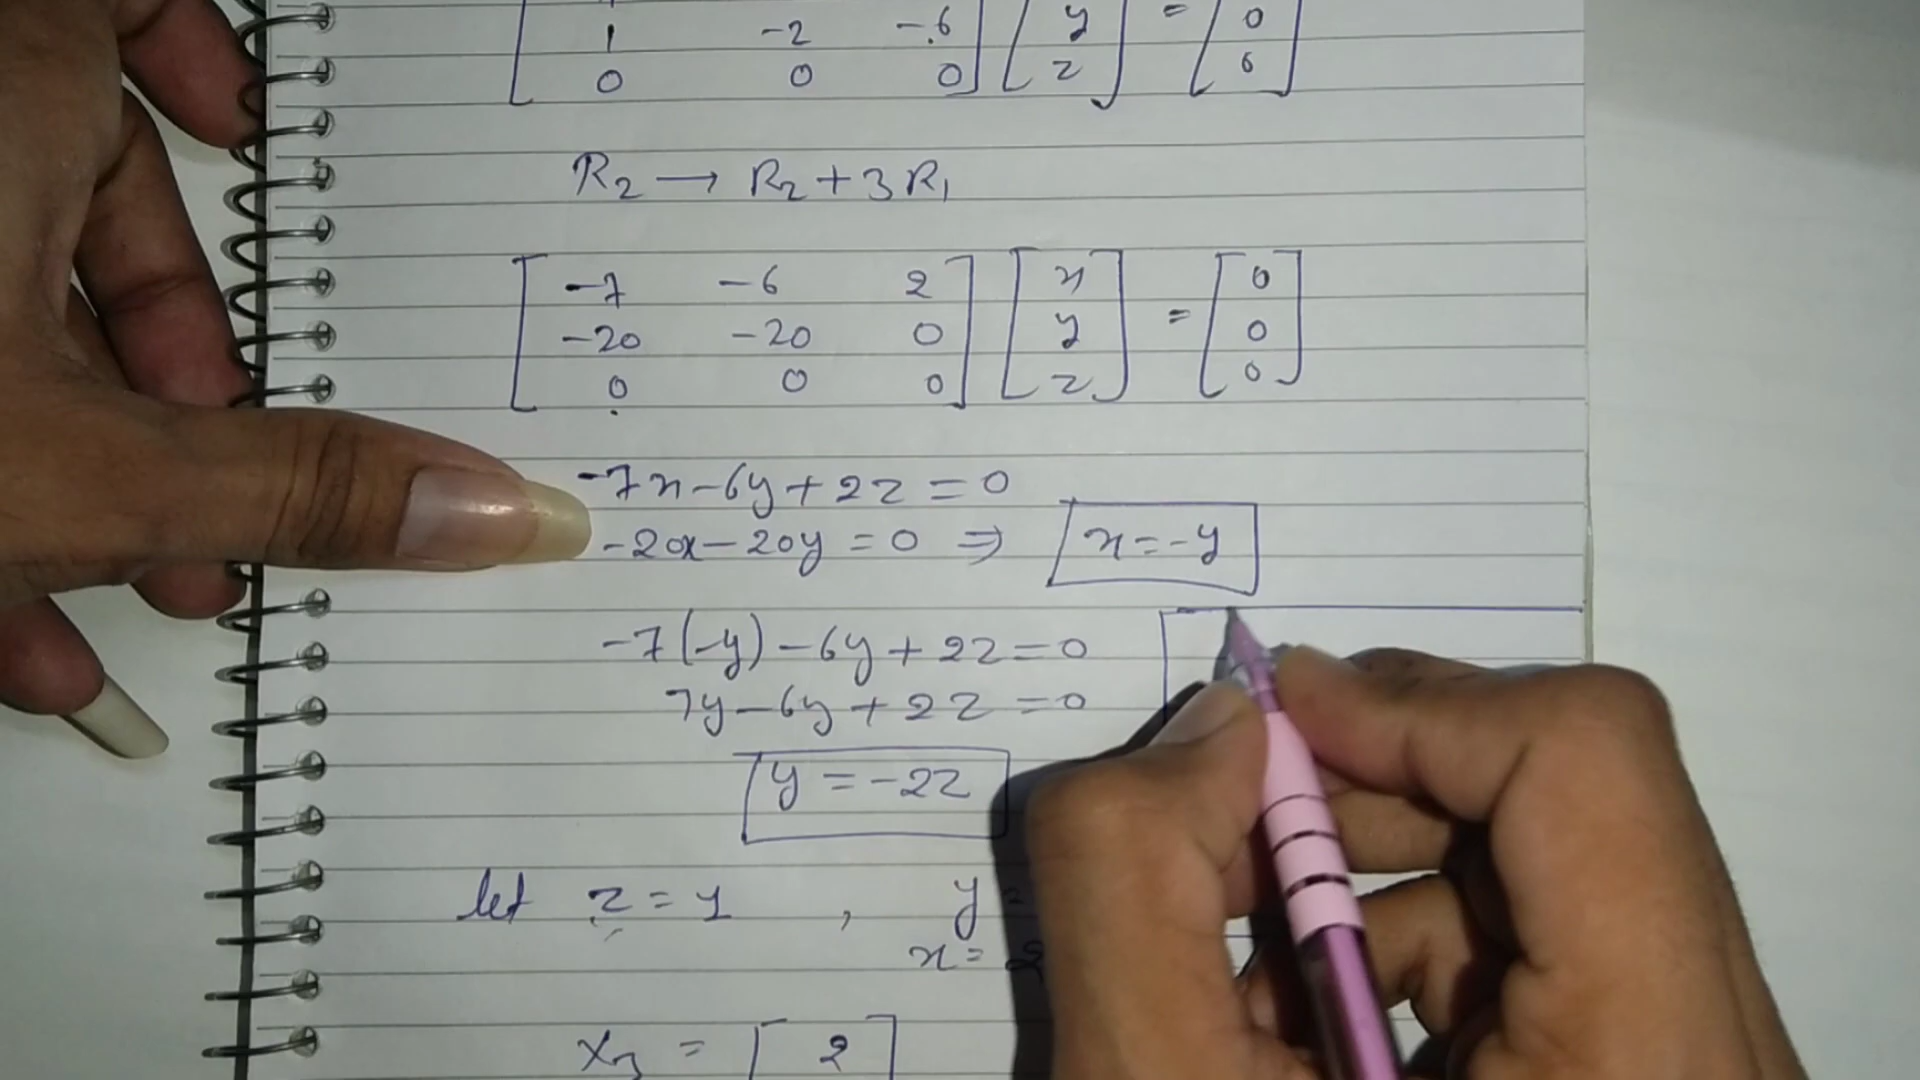 1 -2 -6 y = 0
0 0 0 z
R2 → R2 + 3R1
-7 -6 2 x 0
-20 -20 0 y = 0
0 0 0 z 0
-7x - 6y + 2z = 0
-20x - 20y = 0 ⇒ x = -y
-7(-y) - 6y + 2z = 0
7y - 6y + 2z = 0
y = -2z
let z = 1 , y =
x = 2
X3 = 2